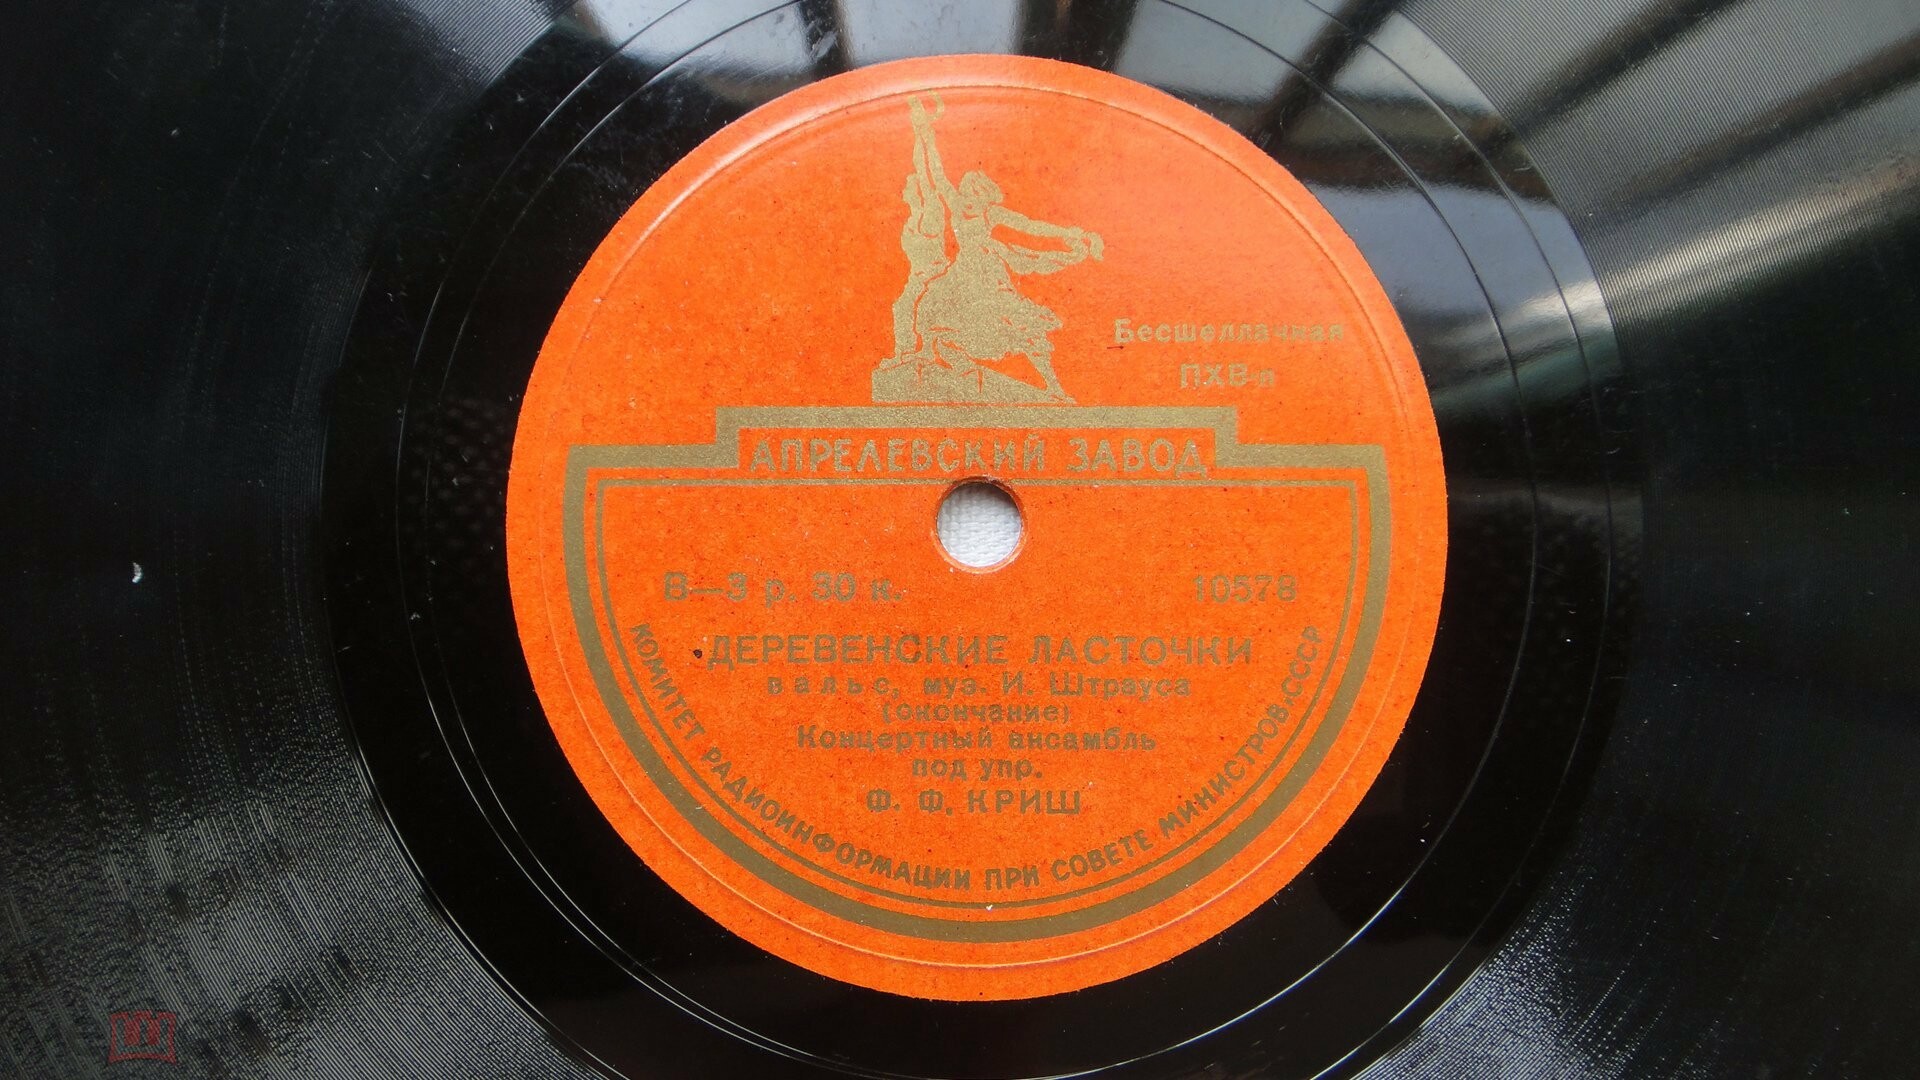 Бесшеллачная
ПХВ-п
АПРЕЛЕВСКИЙ ЗАВОД
В—3 р. 30 к.
10578
ДЕРЕВЕНСКИЕ ЛАСТОЧКИ
вальс, муз. И. Штрауса
(окончание)
Концертный ансамбль
под упр.
Ф. Ф. КРИШ
КОМИТЕТ РАДИОИНФОРМАЦИИ ПРИ СОВЕТЕ МИНИСТРОВ СССР